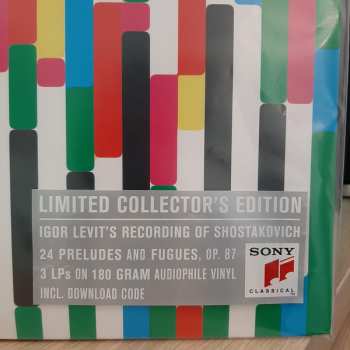 LIMITED COLLECTOR'S EDITION
IGOR LEVIT'S RECORDING OF SHOSTAKOVICH
24 PRELUDES AND FUGUES, OP. 87
3 LPs ON 180 GRAM AUDIOPHILE VINYL
INCL. DOWNLOAD CODE
SONY
CLASSICAL